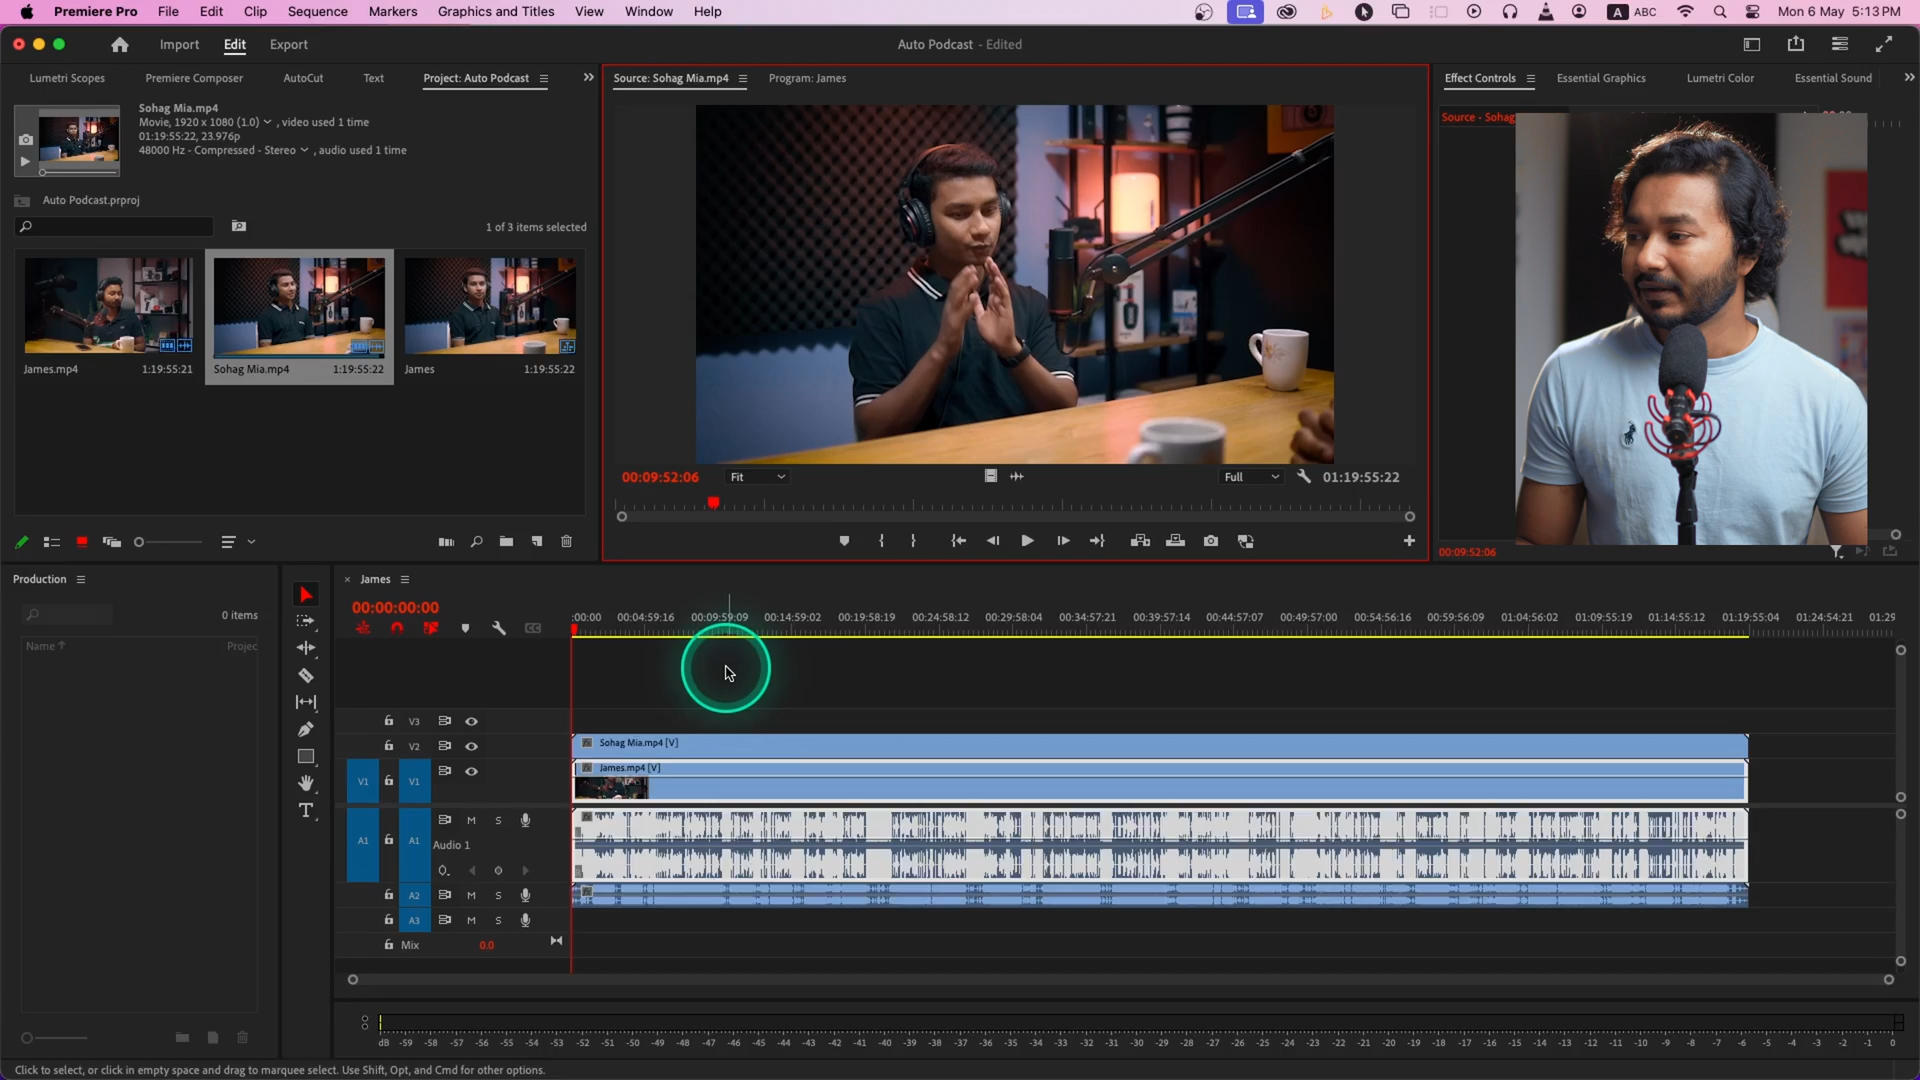 Premiere Pro File Edit Clip Sequence Markers Graphics and Titles View Window Help A ABC Mon 6 May 5:13 PM
Import Edit Export Auto Podcast - Edited
Lumetri Scopes Premiere Composer AutoCut Text Project: Auto Podcast
Source: Sohag Mia.mp4 Program: James
Effect Controls Essential Graphics Lumetri Color Essential Sound
Sohag Mia.mp4
Movie, 1920 x 1080 (1.0) , video used 1 time
01:19:55:22, 23.976p
48000 Hz - Compressed - Stereo , audio used 1 time
Source - Sohag
Auto Podcast.prproj
1 of 3 items selected
James.mp4 1:19:55:21 Sohag Mia.mp4 1:19:55:22 James 1:19:55:22
00:09:52:06 Fit Full 01:19:55:22
00:09:52:06
Production
0 items
Name Projec
James
00:00:00:00
:00:00 00:04:59:16 00:09:59:09 00:14:59:02 00:19:58:19 00:24:58:12 00:29:58:04 00:34:57:21 00:39:57:14 00:44:57:07 00:49:57:00 00:54:56:16 00:59:56:09 01:04:56:02 01:09:55:19 01:14:55:12 01:19:55:04 01:24:54:21 01:29
V3
V2 Sohag Mia.mp4 [V]
V1 V1 James.mp4 [V]
A1 A1 M S
Audio 1
A2 M S
A3 M S
Mix 0.0
dB -59 -58 -57 -56 -55 -54 -53 -52 -51 -50 -49 -48 -47 -46 -45 -44 -43 -42 -41 -40 -39 -38 -37 -36 -35 -34 -33 -32 -31 -30 -29 -28 -27 -26 -25 -24 -23 -22 -21 -20 -19 -18 -17 -16 -15 -14 -13 -12 -11 -10 -9 -8 -7 -6 -5 -4 -3 -2 -1 0
Click to select, or click in empty space and drag to marquee select. Use Shift, Opt, and Cmd for other options.